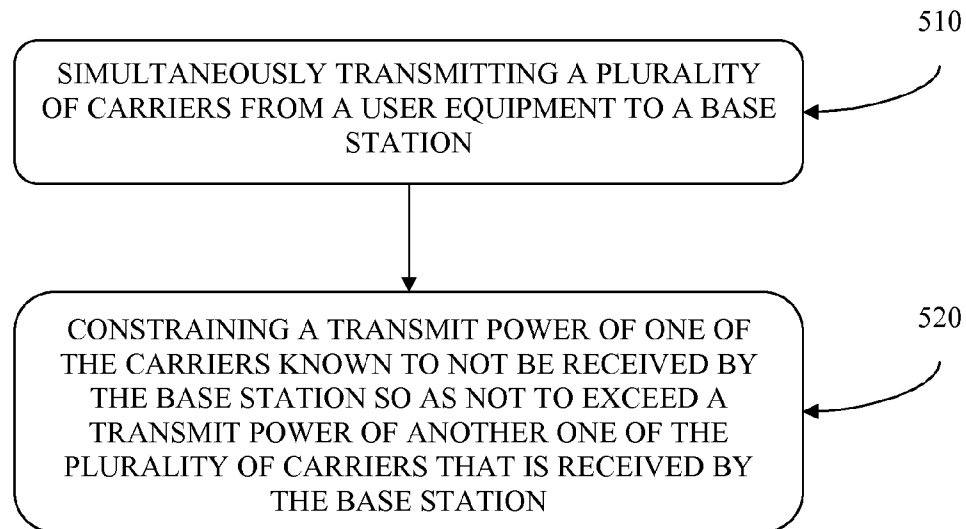 510
SIMULTANEOUSLY TRANSMITTING A PLURALITY
OF CARRIERS FROM A USER EQUIPMENT TO A BASE
STATION
520
CONSTRAINING A TRANSMIT POWER OF ONE OF
THE CARRIERS KNOWN TO NOT BE RECEIVED BY
THE BASE STATION SO AS NOT TO EXCEED A
TRANSMIT POWER OF ANOTHER ONE OF THE
PLURALITY OF CARRIERS THAT IS RECEIVED BY
THE BASE STATION